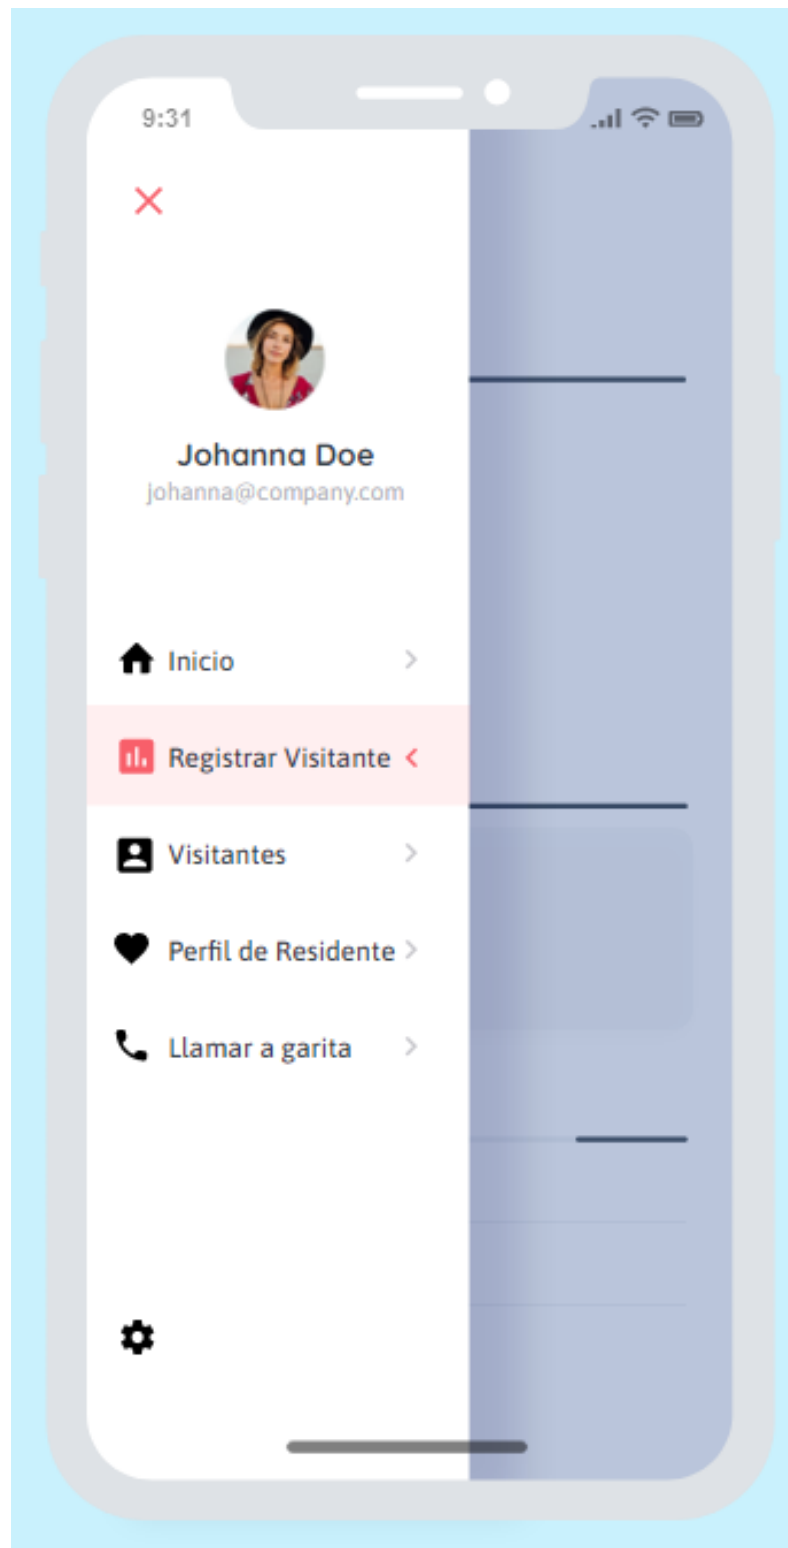 9:31
Johanna Doe
johanna@company.com
Inicio
Registrar Visitante
Visitantes
Perfil de Residente
Llamar a garita